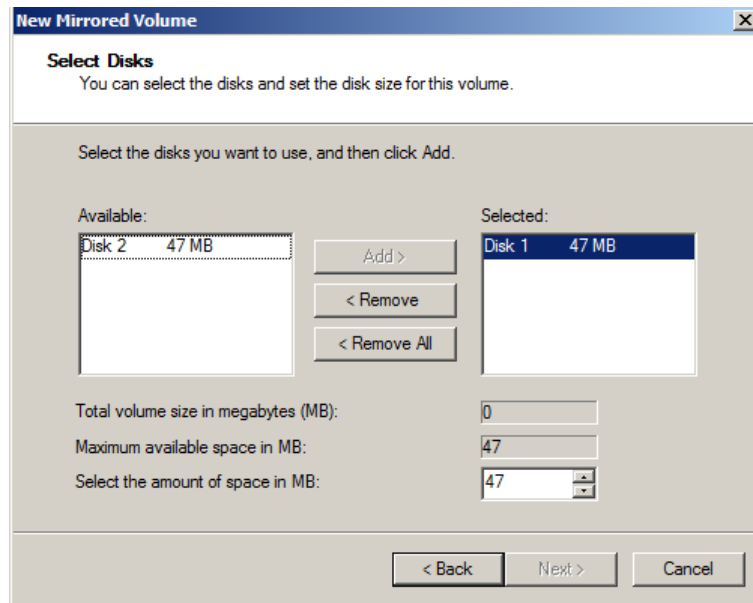 New Mirrored Volume
Select Disks
You can select the disks and set the disk size for this volume.
Select the disks you want to use, and then click Add.
Available:
Selected:
Disk 2 47 MB
Add >
Disk 1 47 MB
< Remove
< Remove All
Total volume size in megabytes (MB): 0
Maximum available space in MB: 47
Select the amount of space in MB: 47
< Back Next > Cancel